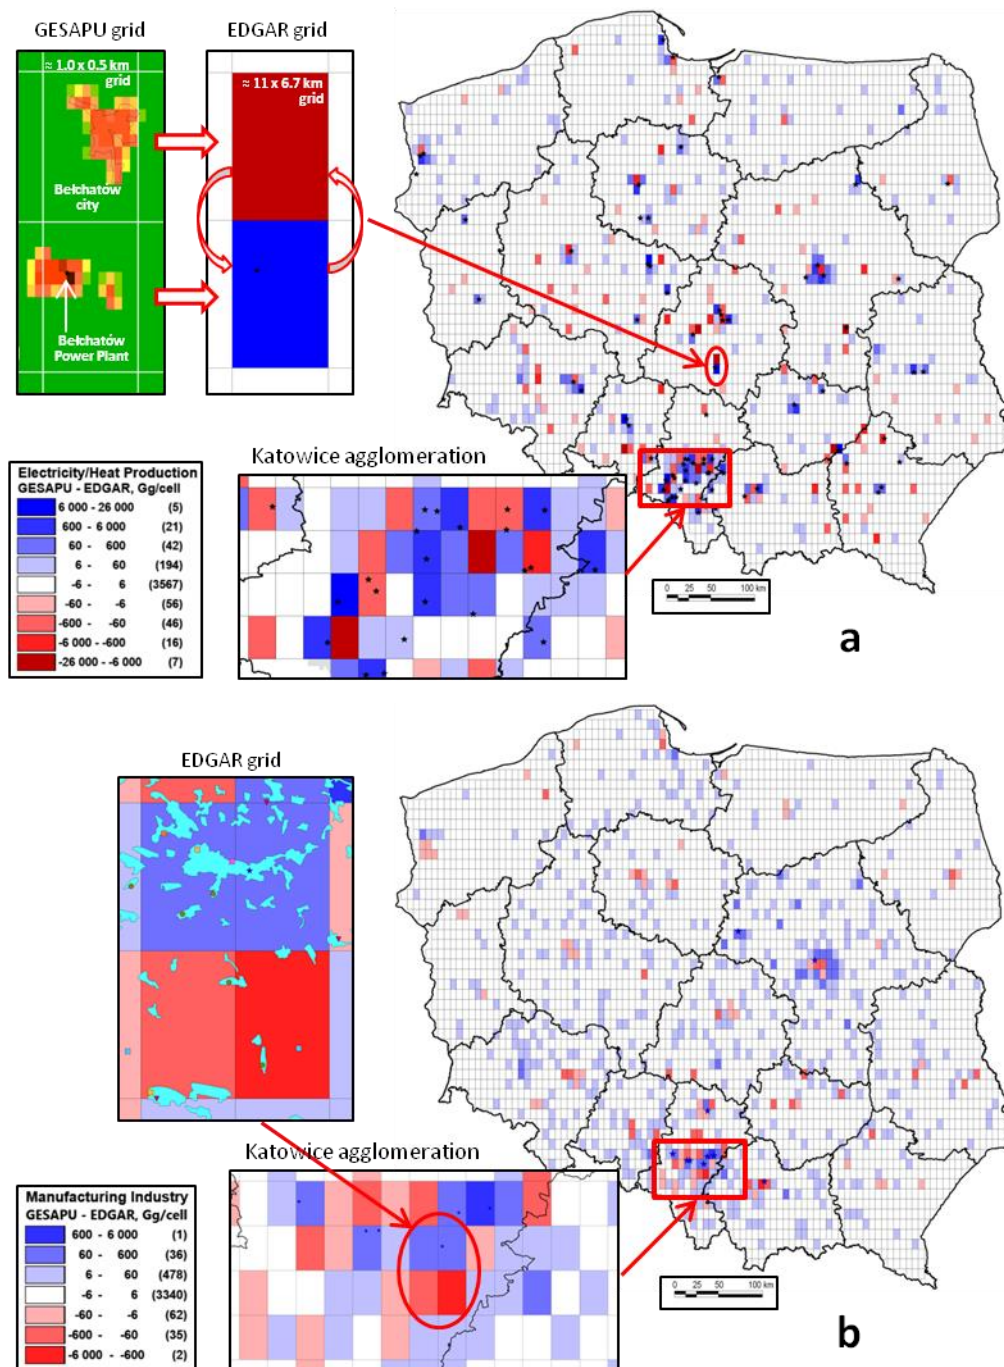 GESAPU grid
EDGAR grid
≈ 1.0 x 0.5 km
grid
≈ 11 x 6.7 km
grid
Bełchatów
city
Bełchatów
Power Plant
Katowice agglomeration
Electricity/Heat Production
GESAPU - EDGAR, Gg/cell
6 000 - 26 000 (5)
600 - 6 000 (21)
60 - 600 (42)
6 - 60 (194)
-6 - 6 (3567)
-60 - -6 (56)
-600 - -60 (46)
-6 000 - -600 (16)
-26 000 - -6 000 (7)
0 25 50 100 km
a
EDGAR grid
Katowice agglomeration
Manufacturing Industry
GESAPU - EDGAR, Gg/cell
600 - 6 000 (1)
60 - 600 (36)
6 - 60 (478)
-6 - 6 (3340)
-60 - -6 (62)
-600 - -60 (35)
-6 000 - -600 (2)
0 25 50 100 km
b